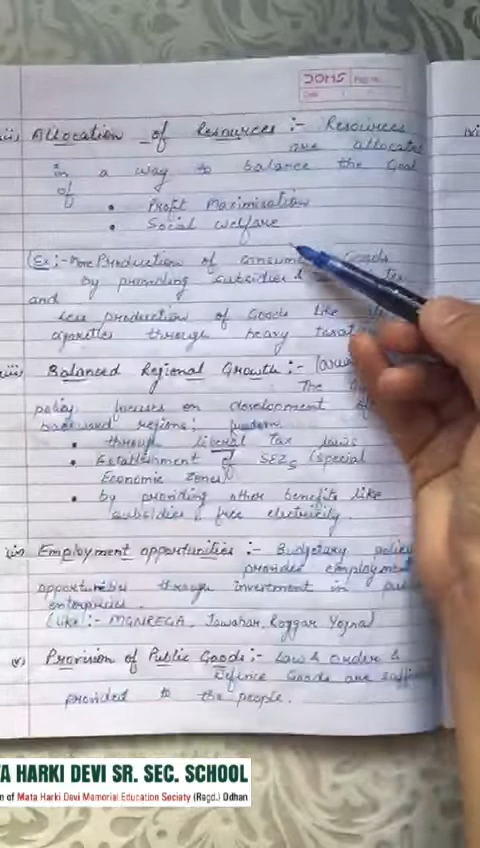 DOMS
Date
ii) Allocation of Resources :- Resources
are allocated
in a way to balance the Goal
of
• Profit Maximisation
• Social welfare
Ex :- More Production of Consumer Goods
by providing subsidies & tax
and
less production of Goods like
cigarettes through heavy taxat
iii) Balanced Regional Growth :-
The
policy focuses on development of
backward regions,
• through liberal Tax laws
• Establishment of SEZs (Special
Economic Zones)
• by providing other benefits like
subsidies & free electricity.
Employment opportunities :- Budgetary policy
provides employment
opportunities through investment in
enterprises.
(Like :- MGNREGA, Jawahar Rozgar Yojna)
v) Provision of Public Goods :- Law & order &
Defence Goods are
provided to the people.
TA HARKI DEVI SR. SEC. SCHOOL
n of Mata Harki Devi Memorial Education Society (Regd.) Odhan